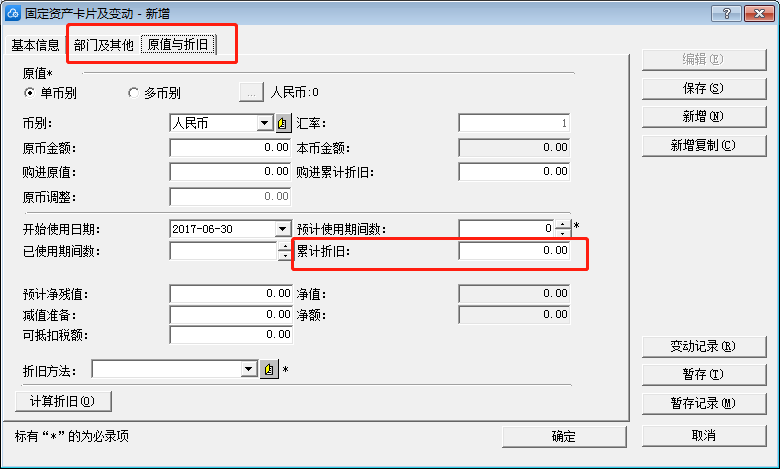 固定资产卡片及变动 - 新增
基本信息 部门及其他 原值与折旧
原值*
单币别 多币别 ... 人民币:0
币别: 人民币 汇率: 1
原币金额: 0.00 本币金额: 0.00
购进原值: 0.00 购进累计折旧: 0.00
原币调整: 0.00
开始使用日期: 2017-06-30 预计使用期间数: 0 *
已使用期间数: 累计折旧: 0.00
预计净残值: 0.00 净值: 0.00
减值准备: 0.00 净额: 0.00
可抵扣税额: 0.00
折旧方法: *
计算折旧(O)
标有“*”的为必录项
确定
编辑(E)
保存(S)
新增(N)
新增复制(C)
变动记录(R)
暂存(T)
暂存记录(M)
取消